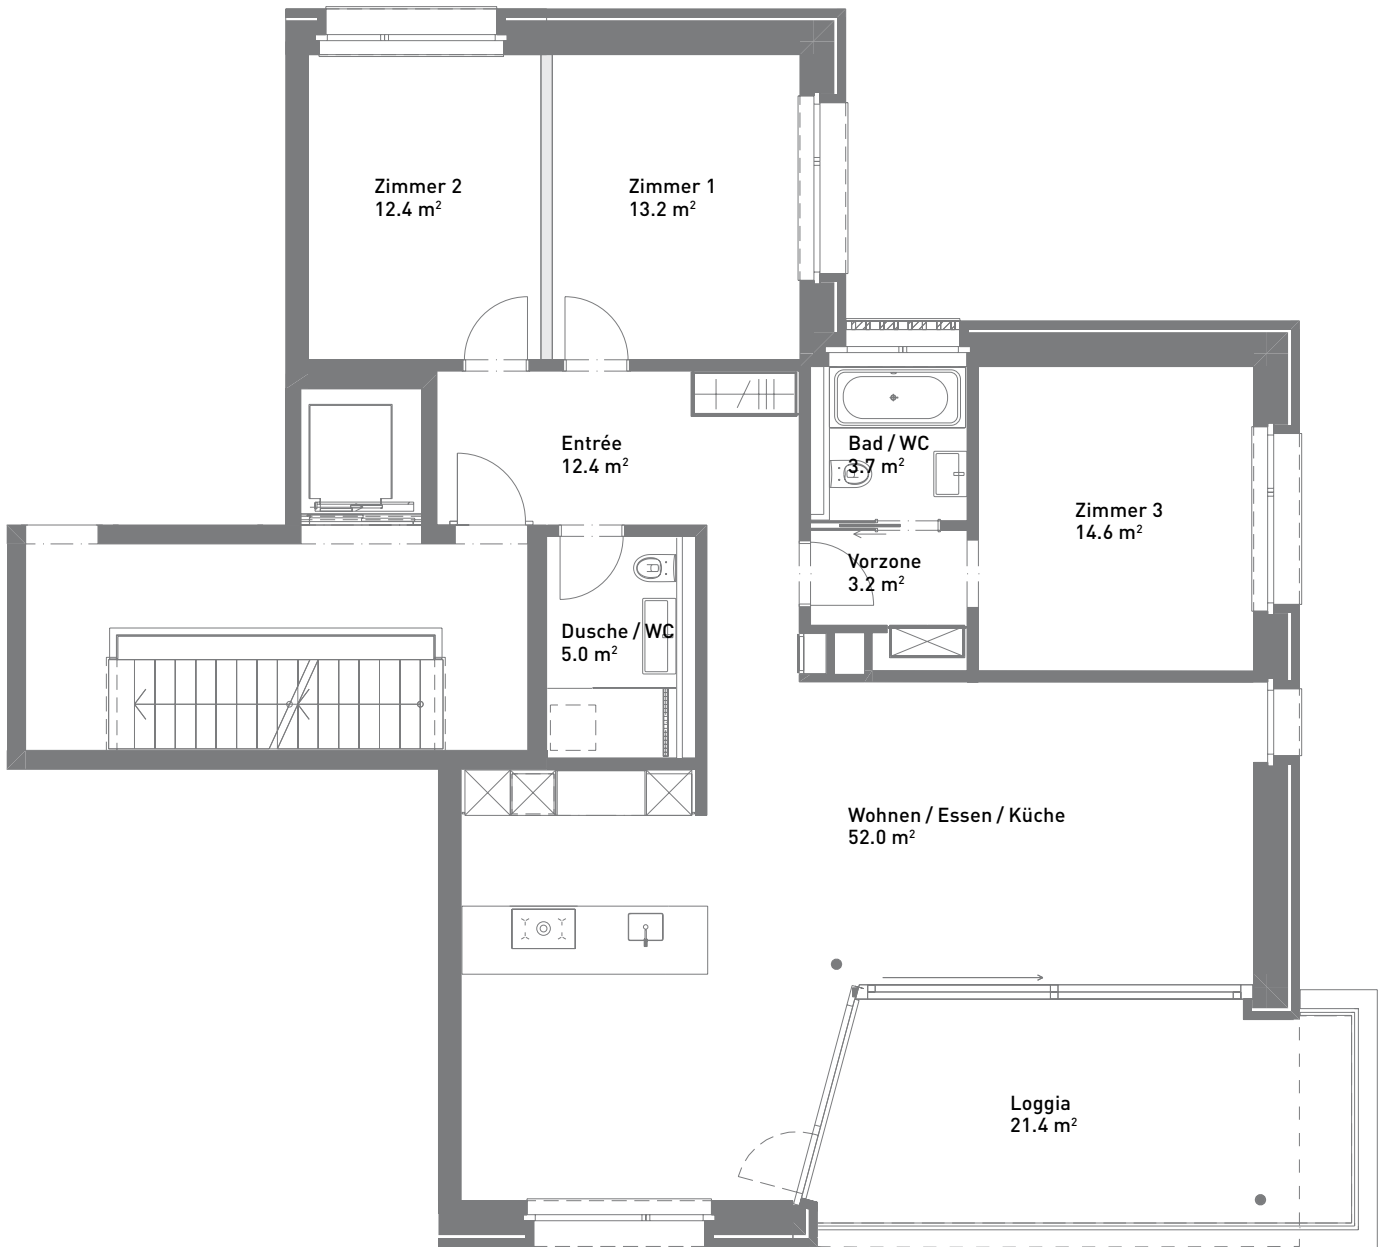 Zimmer 2
12.4 m²
Zimmer 1
13.2 m²
Entrée
12.4 m²
Bad / WC
3.7 m²
Zimmer 3
14.6 m²
Vorzone
3.2 m²
Dusche / WC
5.0 m²
Wohnen / Essen / Küche
52.0 m²
Loggia
21.4 m²